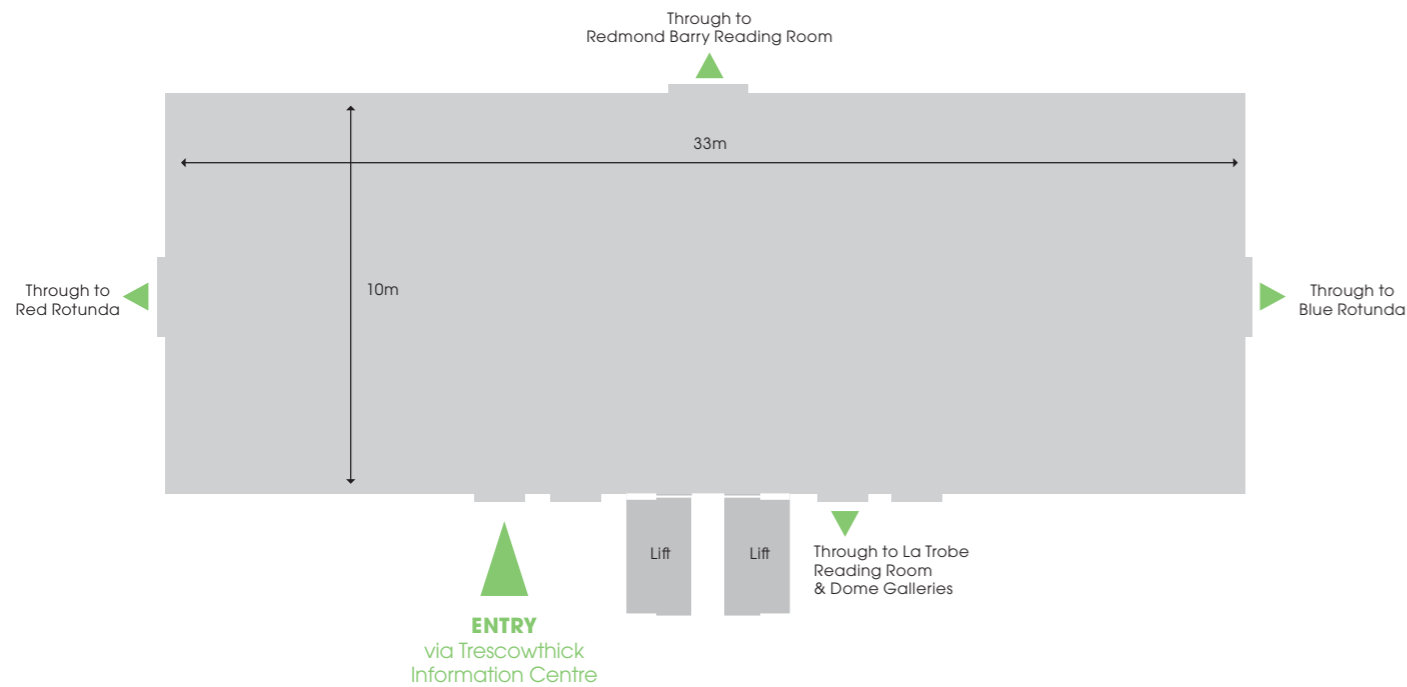 Through to
Redmond Barry Reading Room
33m
10m
Through to
Red Rotunda
Through to
Blue Rotunda
Lift
Lift
Through to La Trobe
Reading Room
& Dome Galleries
ENTRY
via Trescowthick
Information Centre